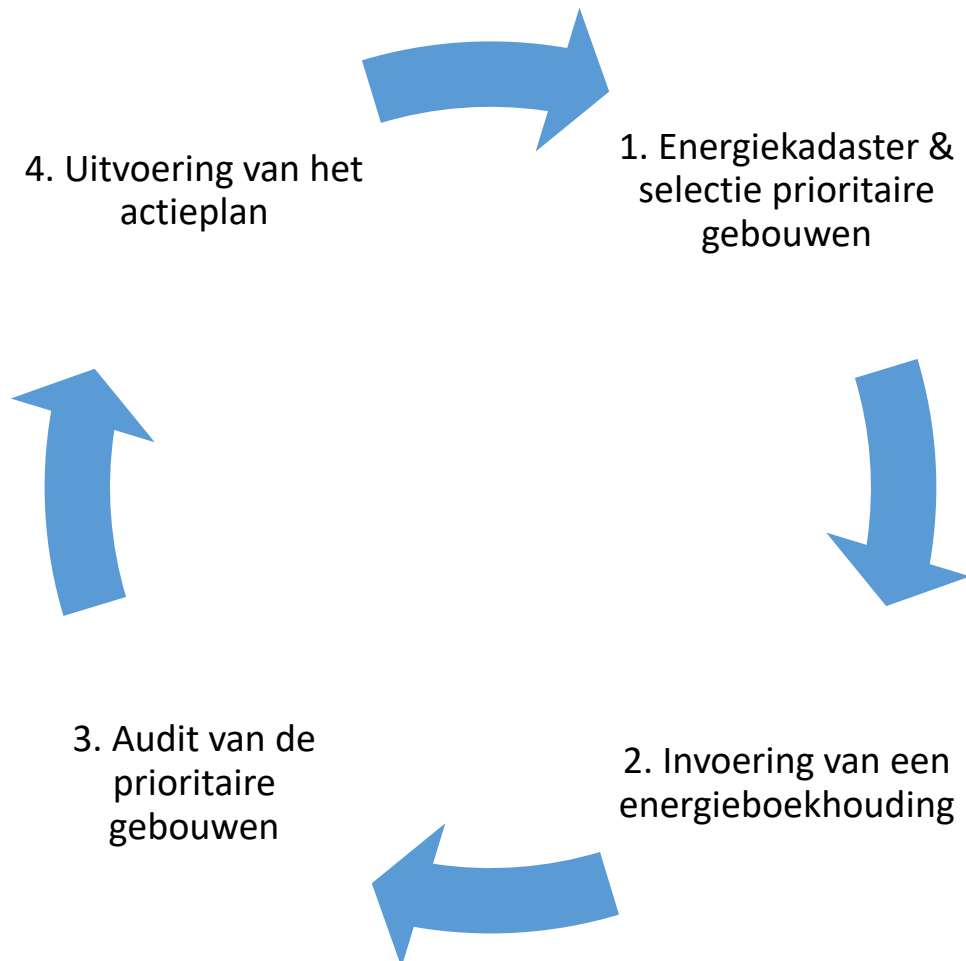 1. Energiekadaster &
selectie prioritaire
gebouwen
2. Invoering van een
energieboekhouding
3. Audit van de
prioritaire
gebouwen
4. Uitvoering van het
actieplan